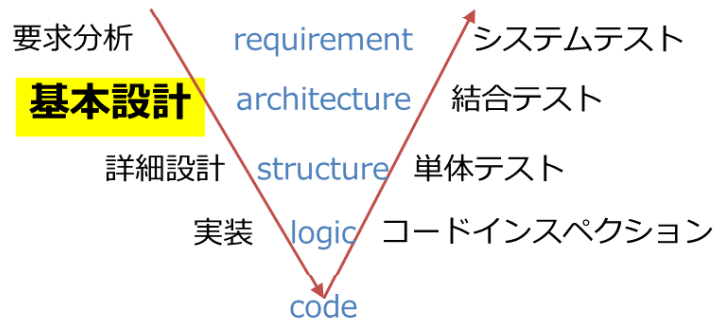 要求分析 requirement システムテスト
基本設計 architecture 結合テスト
詳細設計 structure 単体テスト
実装 logic コードインスペクション
code